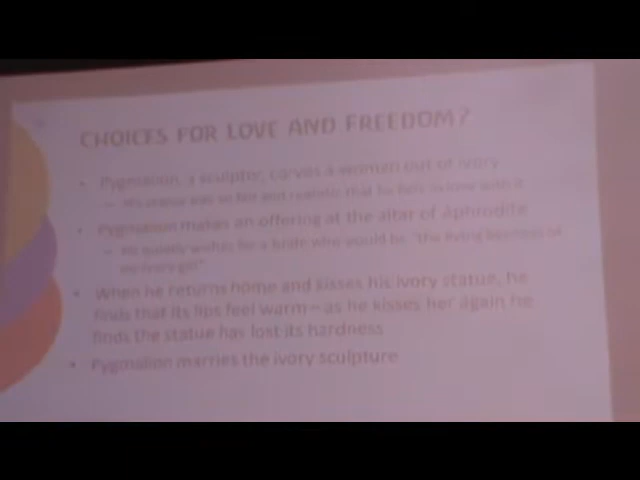 CHOICES FOR LOVE AND FREEDOM?
• Pygmalion, a sculptor, carves a woman out of ivory
– His statue was so fair and realistic that he falls in love with it
• Pygmalion makes an offering at the altar of Aphrodite
– He quietly wishes for a bride who would be "the living likeness of
my ivory girl"
• When he returns home and kisses his ivory statue, he
finds that its lips feel warm – as he kisses her again he
finds the statue has lost its hardness
• Pygmalion marries the ivory sculpture